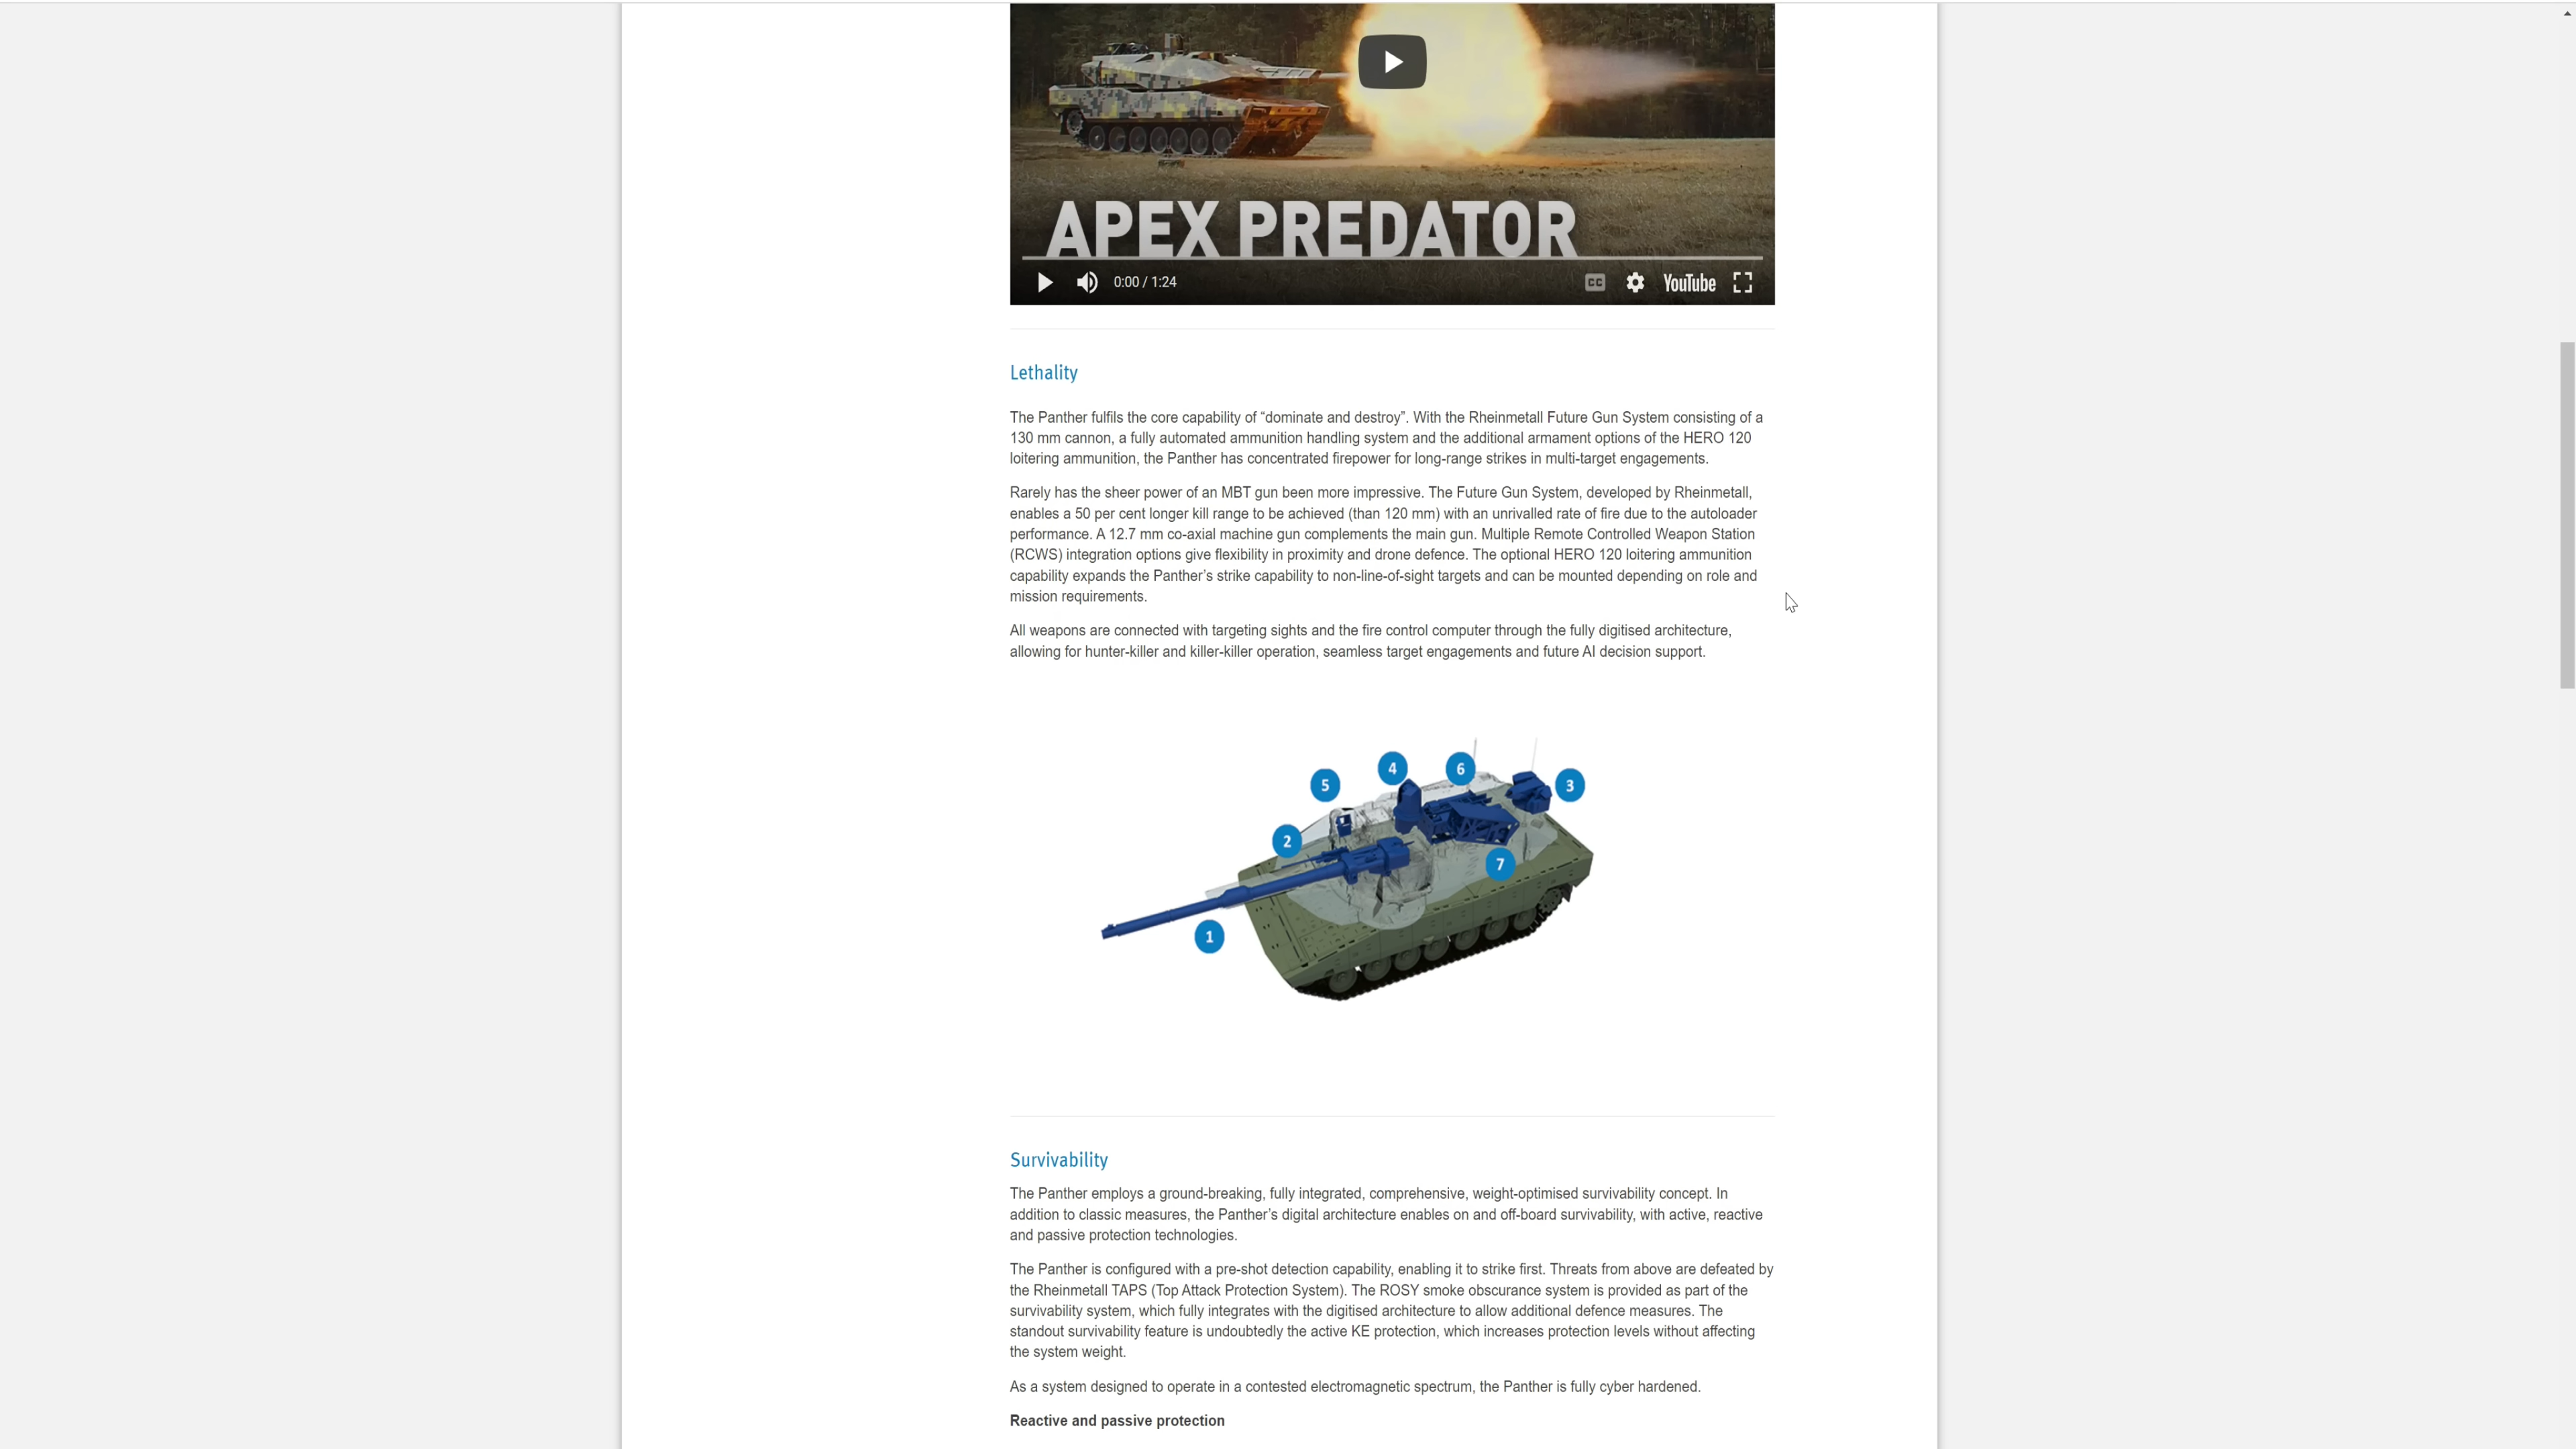 APEX PREDATOR
0:00 / 1:24
CC
YouTube
Lethality
The Panther fulfils the core capability of “dominate and destroy”. With the Rheinmetall Future Gun System consisting of a
130 mm cannon, a fully automated ammunition handling system and the additional armament options of the HERO 120
loitering ammunition, the Panther has concentrated firepower for long-range strikes in multi-target engagements.
Rarely has the sheer power of an MBT gun been more impressive. The Future Gun System, developed by Rheinmetall,
enables a 50 per cent longer kill range to be achieved (than 120 mm) with an unrivalled rate of fire due to the autoloader
performance. A 12.7 mm co-axial machine gun complements the main gun. Multiple Remote Controlled Weapon Station
(RCWS) integration options give flexibility in proximity and drone defence. The optional HERO 120 loitering ammunition
capability expands the Panther’s strike capability to non-line-of-sight targets and can be mounted depending on role and
mission requirements.
All weapons are connected with targeting sights and the fire control computer through the fully digitised architecture,
allowing for hunter-killer and killer-killer operation, seamless target engagements and future AI decision support.
4
6
5
3
2
7
1
Survivability
The Panther employs a ground-breaking, fully integrated, comprehensive, weight-optimised survivability concept. In
addition to classic measures, the Panther’s digital architecture enables on and off-board survivability, with active, reactive
and passive protection technologies.
The Panther is configured with a pre-shot detection capability, enabling it to strike first. Threats from above are defeated by
the Rheinmetall TAPS (Top Attack Protection System). The ROSY smoke obscurance system is provided as part of the
survivability system, which fully integrates with the digitised architecture to allow additional defence measures. The
standout survivability feature is undoubtedly the active KE protection, which increases protection levels without affecting
the system weight.
As a system designed to operate in a contested electromagnetic spectrum, the Panther is fully cyber hardened.
Reactive and passive protection